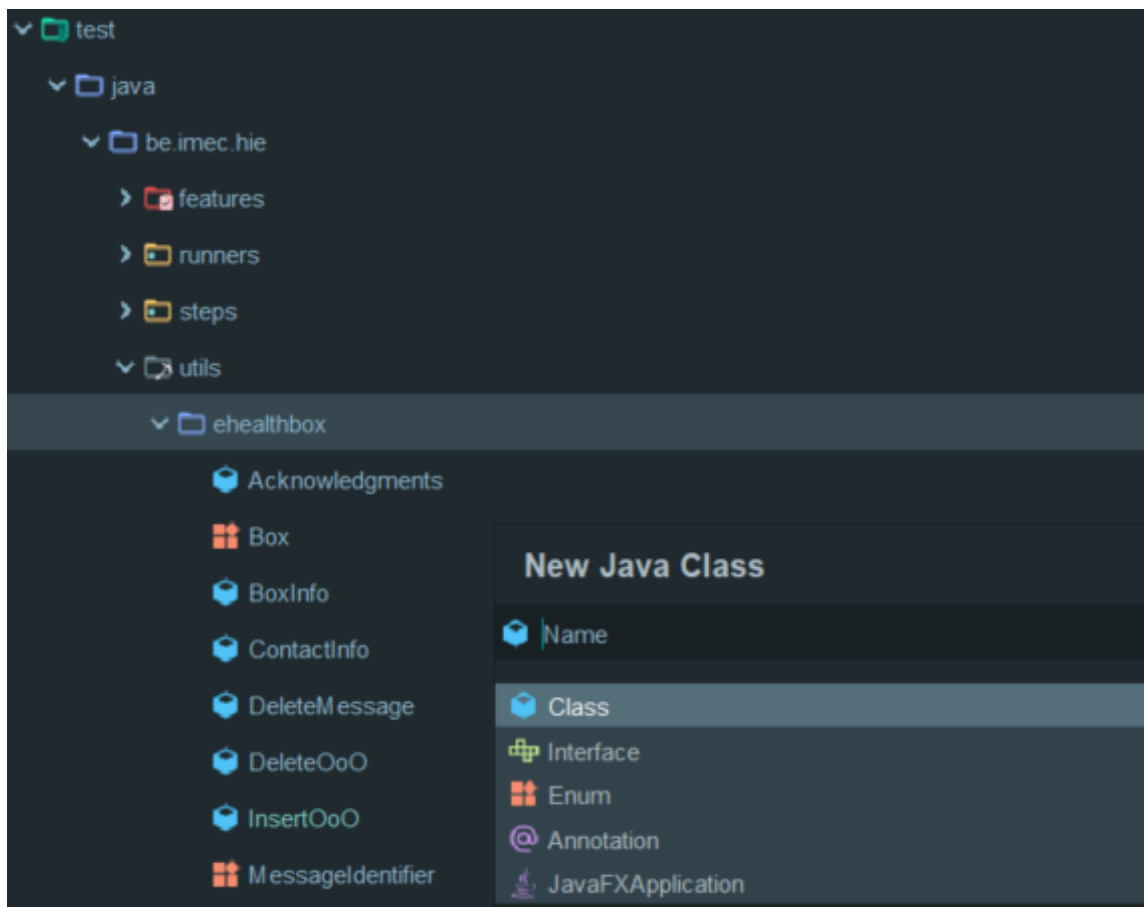 test
java
be.imec.hie
features
runners
steps
utils
ehealthbox
Acknowledgments
Box
BoxInfo
ContactInfo
DeleteMessage
DeleteOoO
InsertOoO
MessageIdentifier
New Java Class
Name
Class
Interface
Enum
Annotation
JavaFXApplication